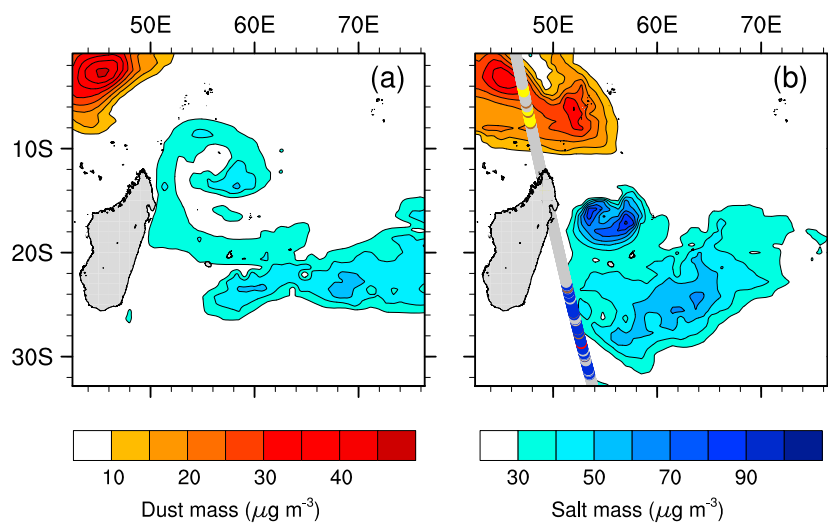 50E 60E 70E 50E 60E 70E
(a) (b)
10S
20S
30S
10 20 30 40 30 50 70 90
Dust mass (μg m-3) Salt mass (μg m-3)